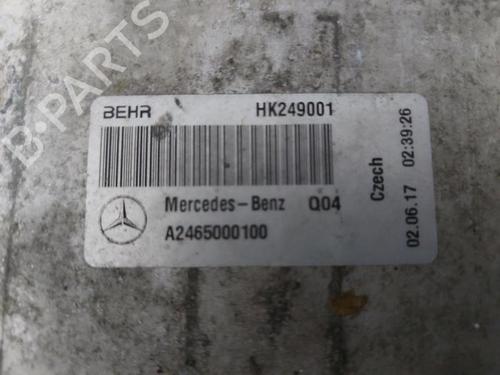 B-PARTS
BEHR HK249001
Mercedes-Benz Q04
A2465000100
Czech
02.06.17 02:39:26